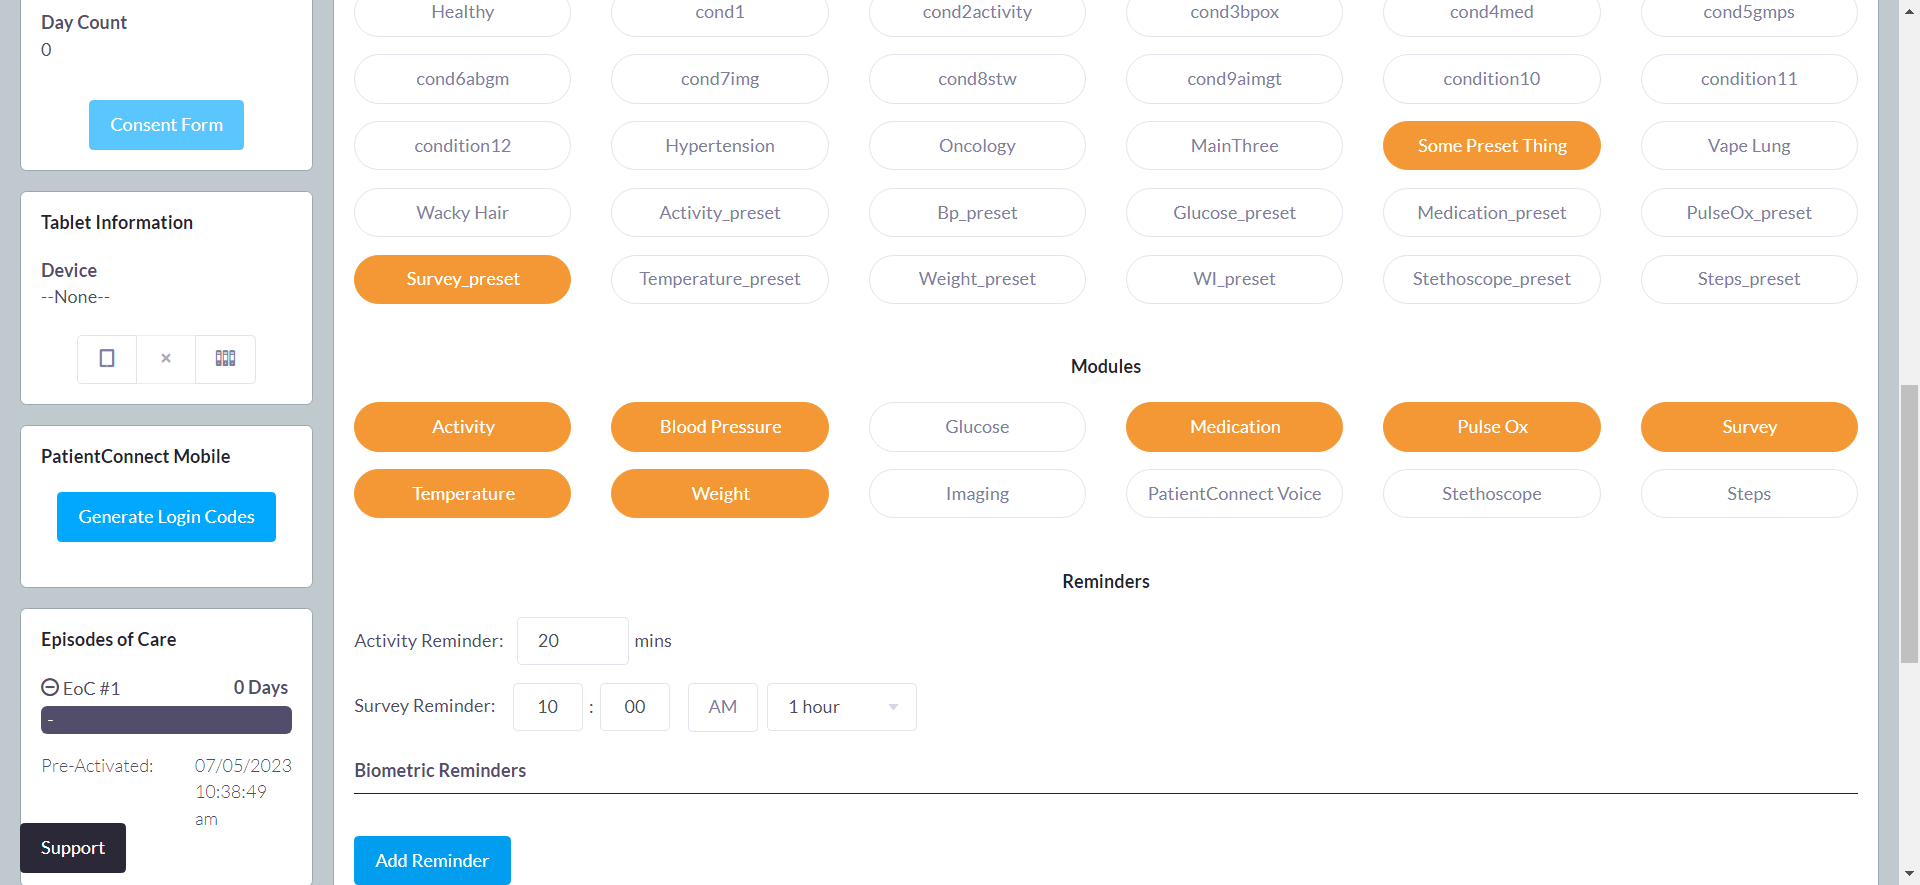 Day Count
0
Consent Form
Tablet Information
Device
--None--
PatientConnect Mobile
Generate Login Codes
Episodes of Care
EoC #1 0 Days
-
Pre-Activated: 07/05/2023
10:38:49
am
Support
Healthy cond1 cond2activity cond3bpox cond4med cond5gmps
cond6abgm cond7img cond8stw cond9aimgt condition10 condition11
condition12 Hypertension Oncology MainThree Some Preset Thing Vape Lung
Wacky Hair Activity_preset Bp_preset Glucose_preset Medication_preset PulseOx_preset
Survey_preset Temperature_preset Weight_preset WI_preset Stethoscope_preset Steps_preset
Modules
Activity Blood Pressure Glucose Medication Pulse Ox Survey
Temperature Weight Imaging PatientConnect Voice Stethoscope Steps
Reminders
Activity Reminder: 20 mins
Survey Reminder: 10 : 00 AM 1 hour
Biometric Reminders
Add Reminder